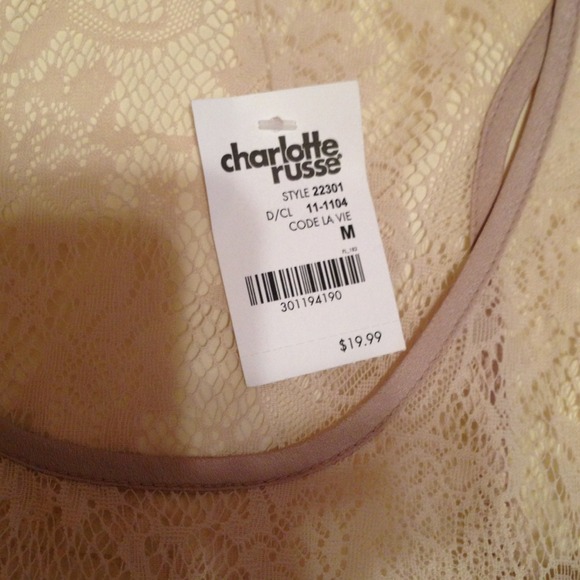 charlotte
russe
STYLE 22301
D/CL 11-1104
CODE LA VIE
M
301194190
$19.99